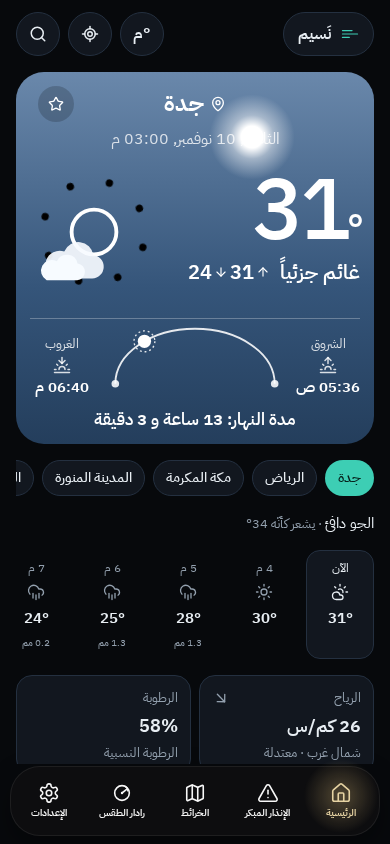 نَسيم
°م
جدة
10 نوفمبر, 03:00 م
31°
غائم جزئياً
31 24
الشروق
05:36 ص
الغروب
06:40 م
مدة النهار: 13 ساعة و 3 دقيقة
جدة
الرياض
مكة المكرمة
المدينة المنورة
الجو دافئ · يشعر كأنّه 34°
الآن
31°
4 م
30°
5 م
28°
1.3 مم
6 م
25°
1.3 مم
7 م
24°
0.2 مم
الرياح
26 كم/س
شمال غرب · معتدلة
الرطوبة
58%
الرطوبة النسبية
الرئيسية
الإنذار المبكر
الخرائط
رادار الطقس
الإعدادات